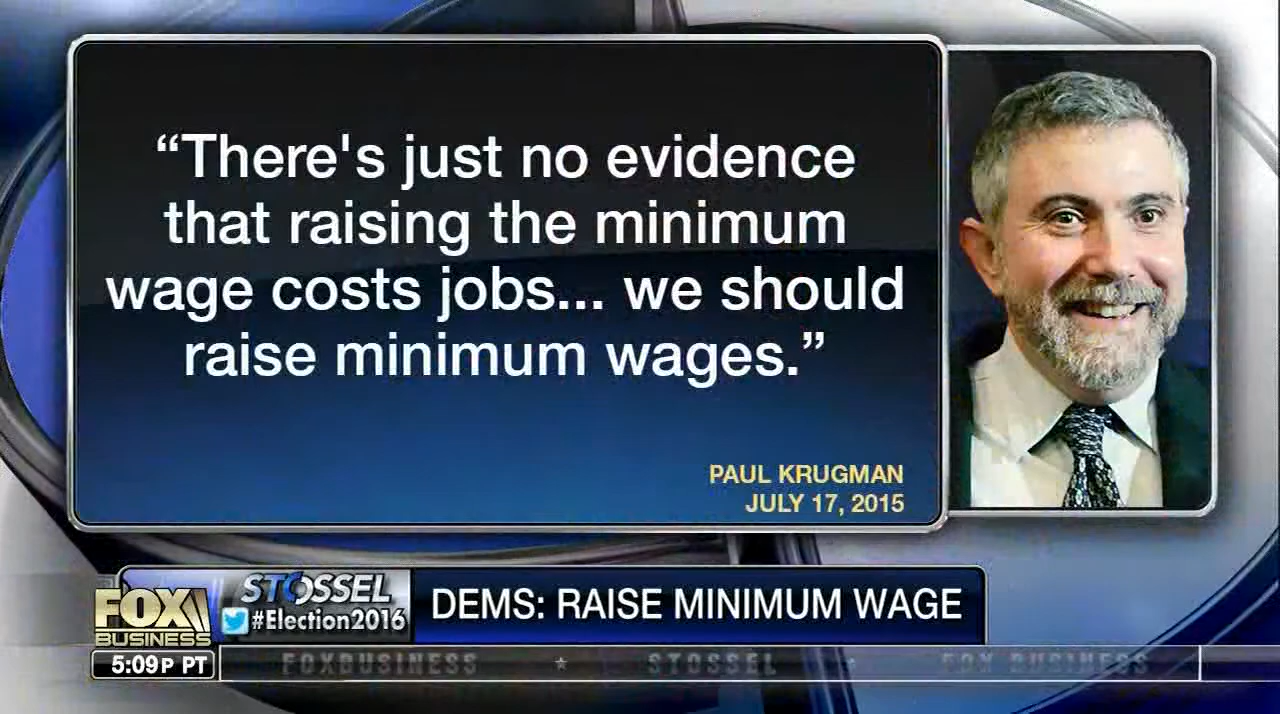 “There's just no evidence
that raising the minimum
wage costs jobs... we should
raise minimum wages.”
PAUL KRUGMAN
JULY 17, 2015
STOSSEL
#Election2016
DEMS: RAISE MINIMUM WAGE
FOX
BUSINESS
5:09P PT
FOXBUSINESS ★ STOSSEL FOX BUSINESS